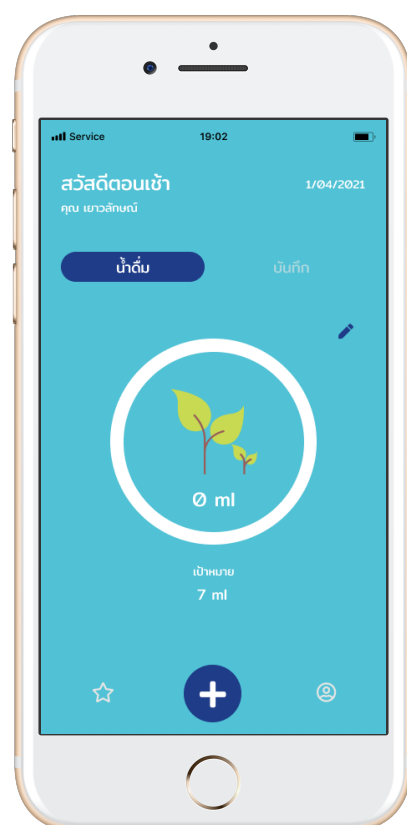 Service 19:02
สวัสดีตอนเช้า 1/04/2021
คุณ เยาวลักษณ์
น้ำดื่ม บันทึก
0 ml
เป้าหมาย
7 ml